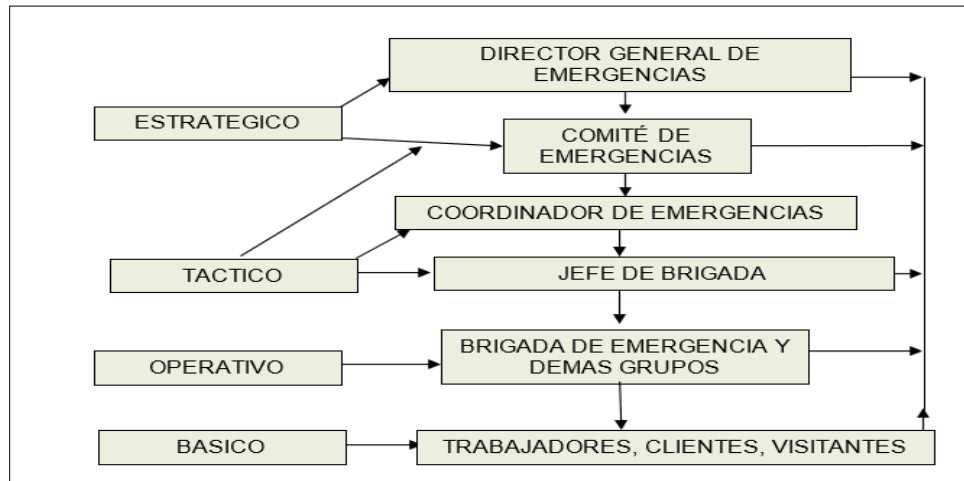 DIRECTOR GENERAL DE
EMERGENCIAS
ESTRATEGICO
COMITÉ DE
EMERGENCIAS
COORDINADOR DE EMERGENCIAS
TACTICO
JEFE DE BRIGADA
BRIGADA DE EMERGENCIA Y
DEMAS GRUPOS
OPERATIVO
BASICO
TRABAJADORES, CLIENTES, VISITANTES